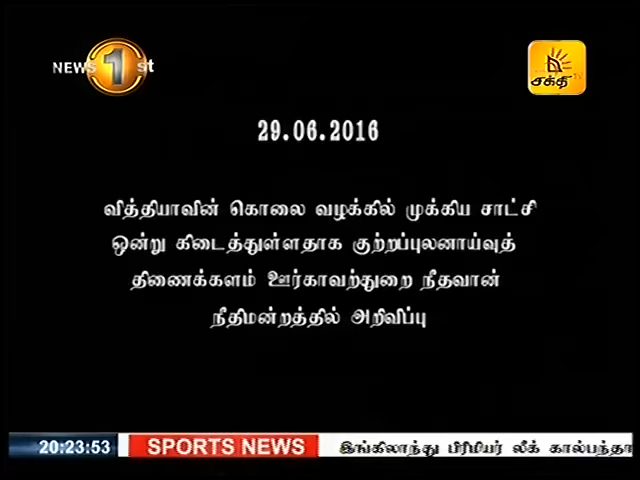 NEWS 1st
சக்தி TV
29.06.2016
வித்தியாவின் கொலை வழக்கில் முக்கிய சாட்சி
ஒன்று கிடைத்துள்ளதாக குற்றப்புலனாய்வுத்
திணைக்களம் ஊர்காவற்துறை நீதவான்
நீதிமன்றத்தில் அறிவிப்பு
20:23:53 SPORTS NEWS இங்கிலாந்து பிரிமியர் லீக் கால்பந்தா